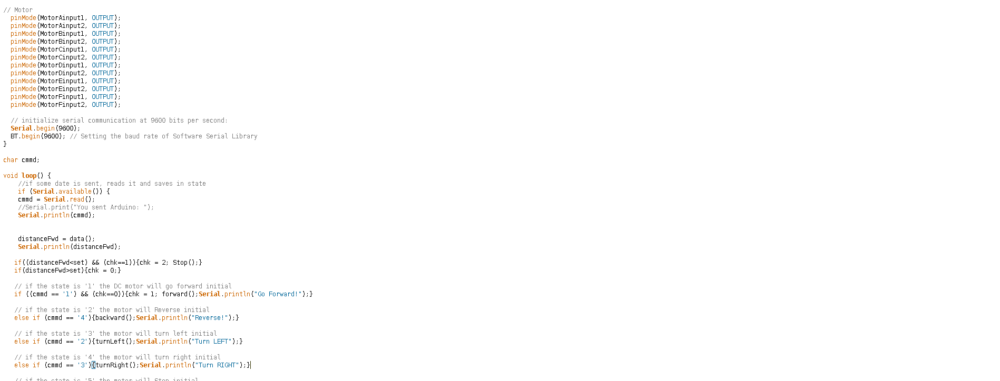 // Motor
pinMode(MotorAinput1, OUTPUT);
pinMode(MotorAinput2, OUTPUT);
pinMode(MotorBinput1, OUTPUT);
pinMode(MotorBinput2, OUTPUT);
pinMode(MotorCinput1, OUTPUT);
pinMode(MotorCinput2, OUTPUT);
pinMode(MotorDinput1, OUTPUT);
pinMode(MotorDinput2, OUTPUT);
pinMode(MotorEinput1, OUTPUT);
pinMode(MotorEinput2, OUTPUT);
pinMode(MotorFinput1, OUTPUT);
pinMode(MotorFinput2, OUTPUT);
// initialize serial communication at 9600 bits per second:
Serial.begin(9600);
BT.begin(9600); // Setting the baud rate of Software Serial Library
}
char cmmd;
void loop() {
//if some date is sent, reads it and saves in state
if (Serial.available()) {
cmmd = Serial.read();
//Serial.print("You sent Arduino: ");
Serial.println(cmmd);
distanceFwd = data();
Serial.println(distanceFwd);
if((distanceFwd<set) && (chk==1)){chk = 2; Stop();}
if(distanceFwd>set){chk = 0;}
// if the state is '1' the DC motor will go forward initial
if ((cmmd == '1') && (chk==0)){chk = 1; forward();Serial.println("Go Forward!");}
// if the state is '2' the motor will Reverse initial
else if (cmmd == '4'){backward();Serial.println("Reverse!");}
// if the state is '3' the motor will turn left initial
else if (cmmd == '2'){turnLeft();Serial.println("Turn LEFT");}
// if the state is '4' the motor will turn right initial
else if (cmmd == '3'){turnRight();Serial.println("Turn RIGHT");}
// if the state is '5' the motor will Stop initial